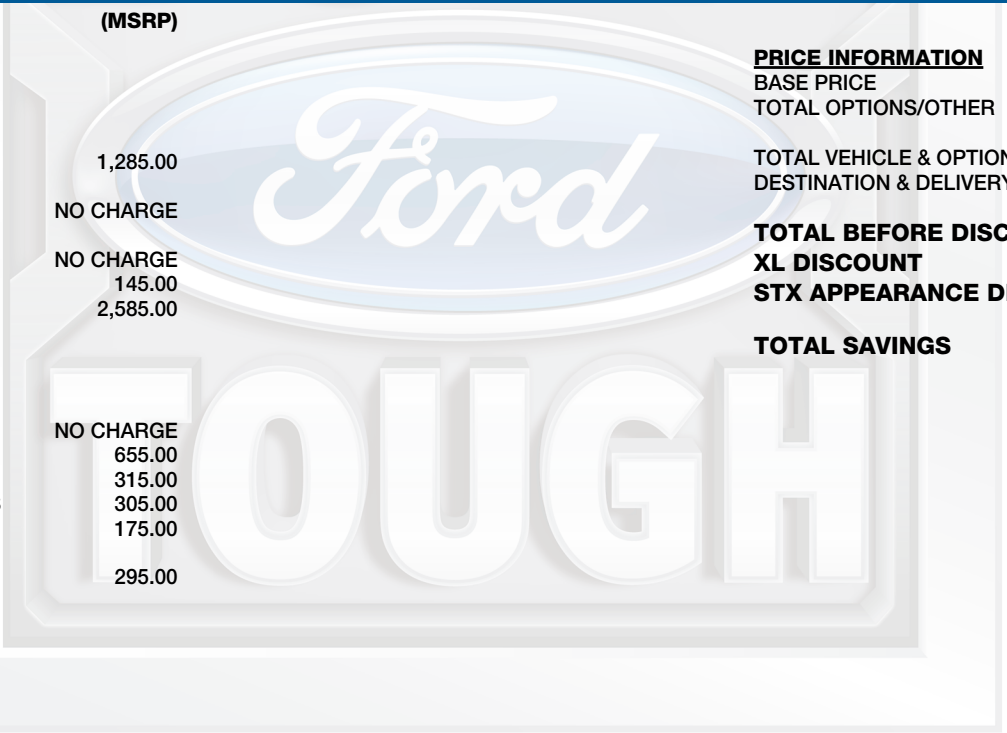 (MSRP)
1,285.00
NO CHARGE
NO CHARGE
145.00
2,585.00
NO CHARGE
655.00
315.00
305.00
175.00
295.00
PRICE INFORMATION
BASE PRICE
TOTAL OPTIONS/OTHER
TOTAL VEHICLE & OPTION
DESTINATION & DELIVERY
TOTAL BEFORE DISC
XL DISCOUNT
STX APPEARANCE DI
TOTAL SAVINGS
Ford
TOUGH